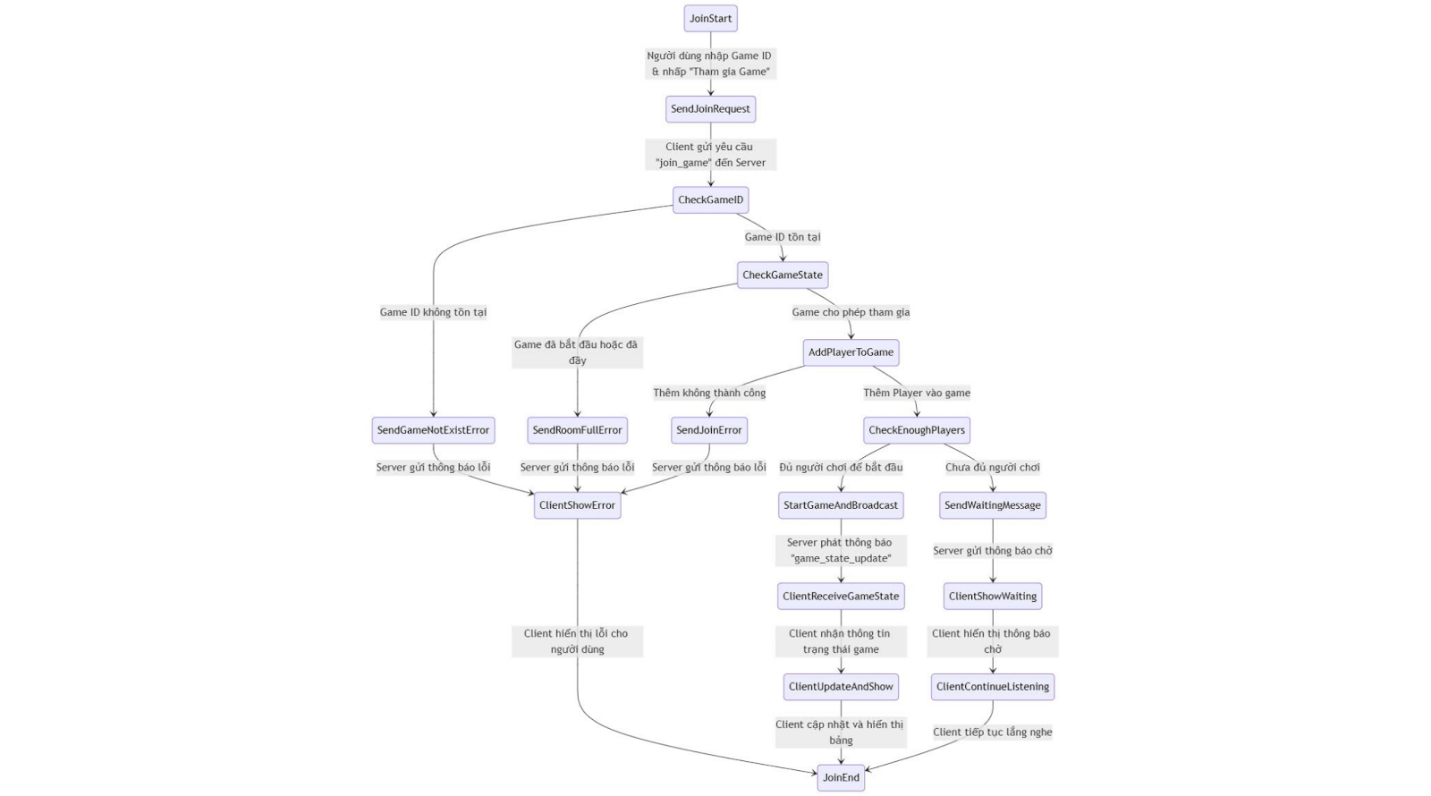 JoinStart
Người dùng nhập Game ID
& nhấp "Tham gia Game"
SendJoinRequest
Client gửi yêu cầu
"join_game" đến Server
CheckGameID
Game ID tồn tại
CheckGameState
Game ID không tồn tại
Game cho phép tham gia
Game đã bắt đầu hoặc đã
đầy
AddPlayerToGame
Thêm không thành công
Thêm Player vào game
SendGameNotExistError
SendRoomFullError
SendJoinError
CheckEnoughPlayers
Server gửi thông báo lỗi
Server gửi thông báo lỗi
Server gửi thông báo lỗi
Đủ người chơi để bắt đầu
Chưa đủ người chơi
ClientShowError
StartGameAndBroadcast
SendWaitingMessage
Server phát thông báo
"game_state_update"
Server gửi thông báo chờ
ClientReceiveGameState
ClientShowWaiting
Client hiển thị lỗi cho
người dùng
Client nhận thông tin
trạng thái game
Client hiển thị thông báo
chờ
ClientUpdateAndShow
ClientContinueListening
Client cập nhật và hiển thị
bảng
Client tiếp tục lắng nghe
JoinEnd